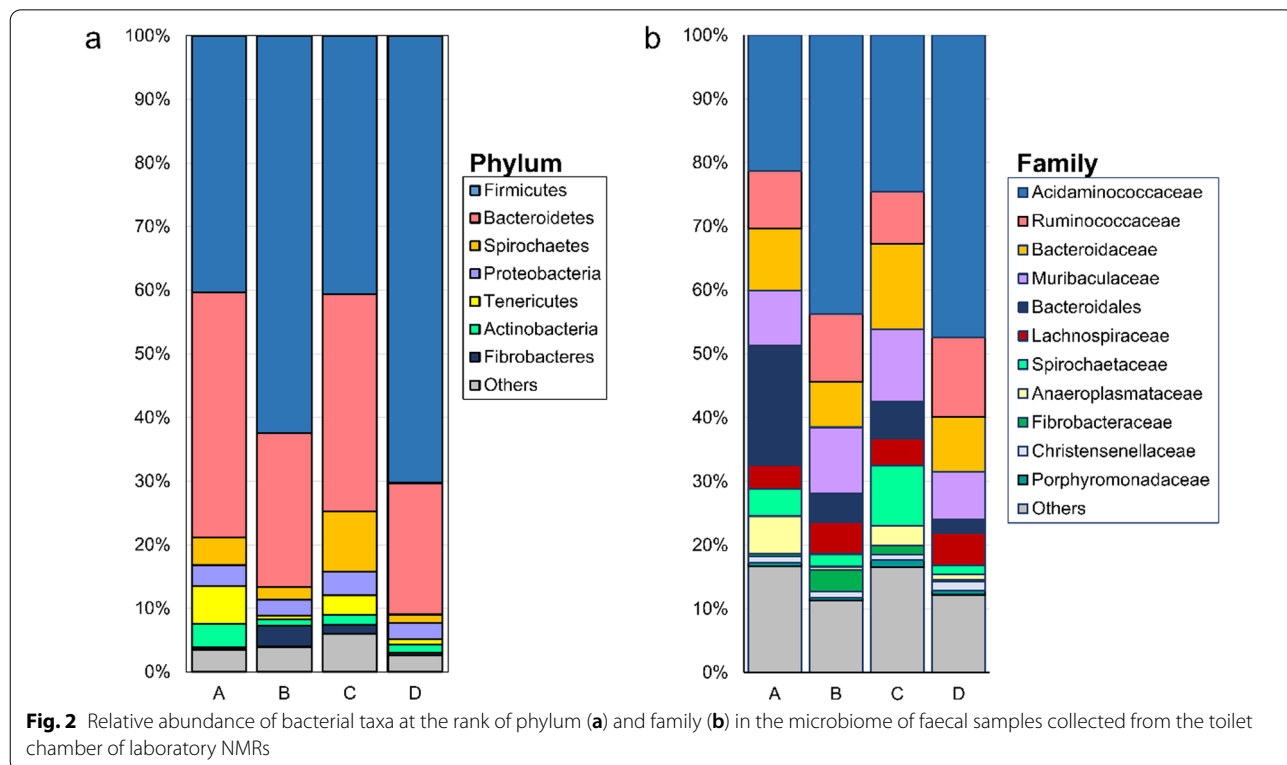 a
100%
90%
80%
70%
60%
50%
40%
30%
20%
10%
0%
A B C D
Phylum
Firmicutes
Bacteroidetes
Spirochaetes
Proteobacteria
Tenericutes
Actinobacteria
Fibrobacteres
Others
b
100%
90%
80%
70%
60%
50%
40%
30%
20%
10%
0%
A B C D
Family
Acidaminococcaceae
Ruminococcaceae
Bacteroidaceae
Muribaculaceae
Bacteroidales
Lachnospiraceae
Spirochaetaceae
Anaeroplasmataceae
Fibrobacteraceae
Christensenellaceae
Porphyromonadaceae
Others
Fig. 2 Relative abundance of bacterial taxa at the rank of phylum (a) and family (b) in the microbiome of faecal samples collected from the toilet
chamber of laboratory NMRs